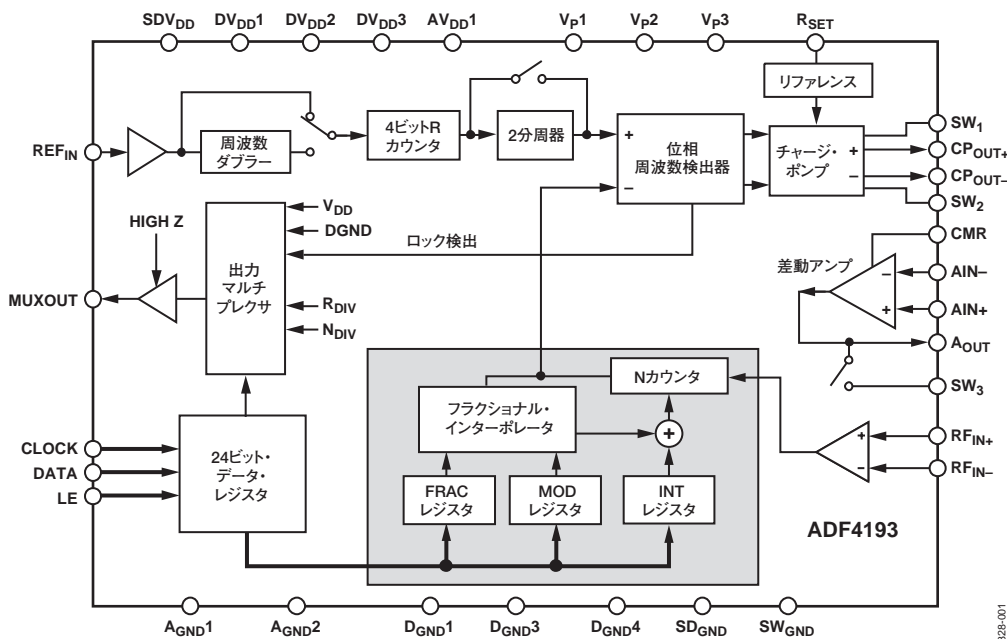 SDVDD DVDD1 DVDD2 DVDD3 AVDD1 VP1 VP2 VP3 RSET
リファレンス
4ビットR
カウンタ
2分周器
周波数
ダブラー
REFIN
+
−
位相
周波数検出器
チャージ・
ポンプ
+
−
SW1
CPOUT+
CPOUT–
SW2
VDD
DGND
HIGH Z
ロック検出
CMR
差動アンプ
−
+
AIN–
AIN+
MUXOUT
出力
マルチ
プレクサ
RDIV
NDIV
AOUT
SW3
Nカウンタ
フラクショナル・
インターポレータ
+
+
−
RFIN+
RFIN–
CLOCK
DATA
LE
24ビット・
データ・
レジスタ
FRAC
レジスタ
MOD
レジスタ
INT
レジスタ
ADF4193
AGND1 AGND2 DGND1 DGND3 DGND4 SDGND SWGND